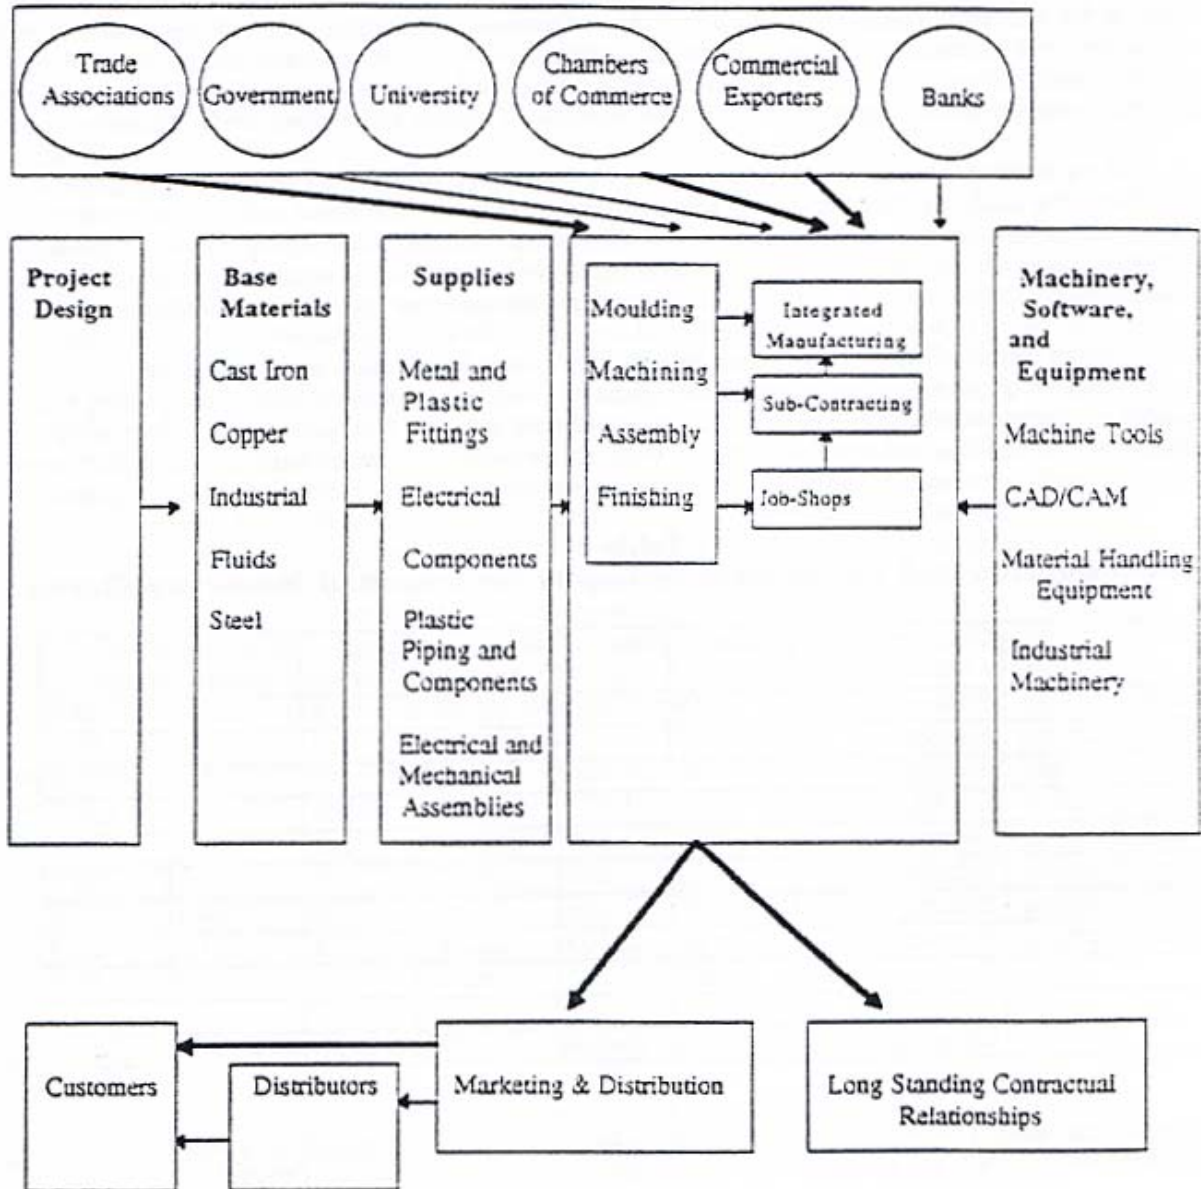 Trade
Associations
Government
University
Chambers
of Commerce
Commercial
Exporters
Banks
Project
Design
Base
Materials
Cast Iron
Copper
Industrial
Fluids
Steel
Supplies
Metal and
Plastic
Fittings
Electrical
Components
Plastic
Piping and
Components
Electrical and
Mechanical
Assemblies
Moulding
Machining
Assembly
Finishing
Integrated
Manufacturing
Sub-Contracting
Job-Shops
Machinery,
Software,
and
Equipment
Machine Tools
CAD/CAM
Material Handling
Equipment
Industrial
Machinery
Customers
Distributors
Marketing & Distribution
Long Standing Contractual
Relationships